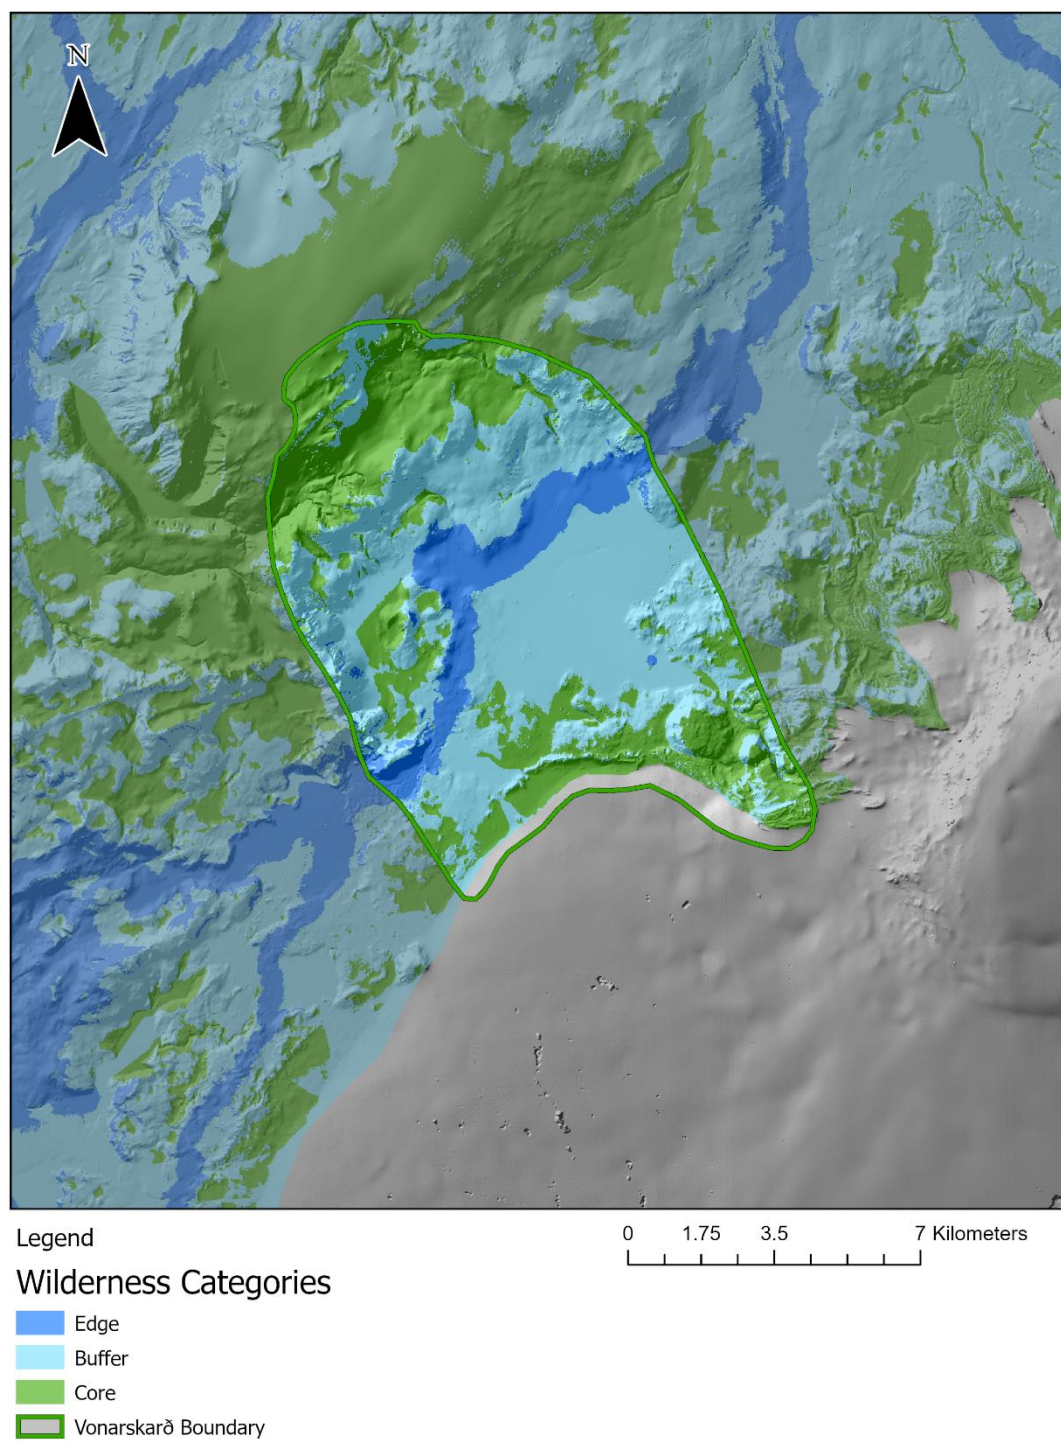 N
Legend
0 1.75 3.5 7 Kilometers
Wilderness Categories
Edge
Buffer
Core
Vonarskarð Boundary